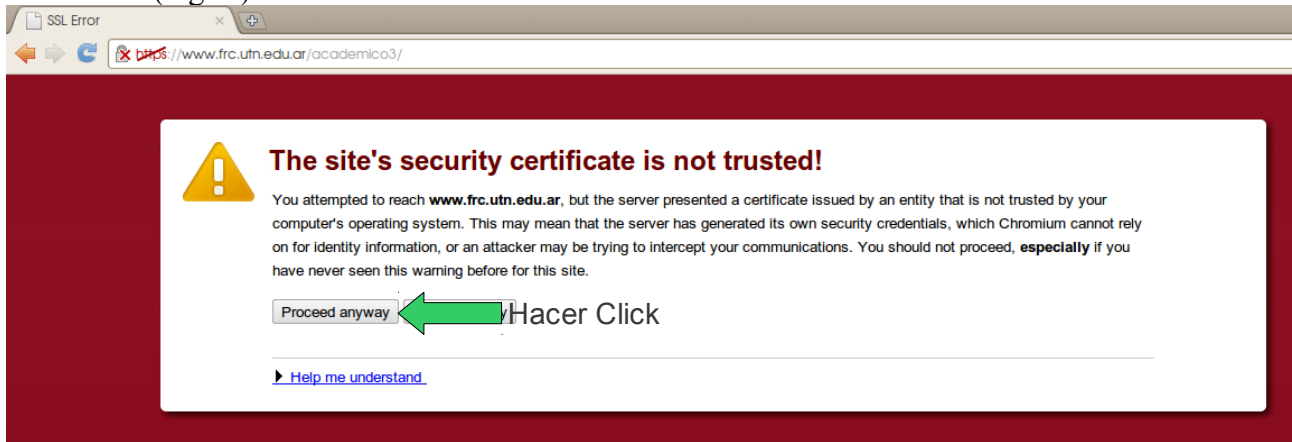 SSL Error
https://www.frc.utn.edu.ar/academico3/
The site's security certificate is not trusted!
You attempted to reach www.frc.utn.edu.ar, but the server presented a certificate issued by an entity that is not trusted by your
computer's operating system. This may mean that the server has generated its own security credentials, which Chromium cannot rely
on for identity information, or an attacker may be trying to intercept your communications. You should not proceed, especially if you
have never seen this warning before for this site.
Proceed anyway Hacer Click
Help me understand